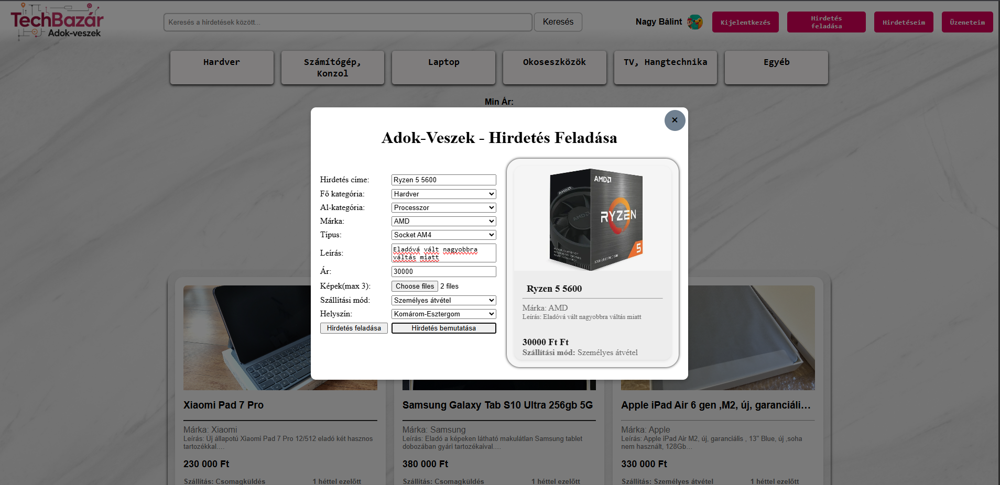 TechBazár
Adok-veszek
Keresés a hirdetések között...
Keresés
Nagy Bálint
Kijelentkezés
Hirdetés
feladása
Hirdetéseim
Üzeneteim
Hardver
Számítógép,
Konzol
Laptop
Okoseszközök
TV, Hangtechnika
Egyéb
Min Ár:
×
Adok-Veszek - Hirdetés Feladása
Hirdetés címe: Ryzen 5 5600
Fő kategória: Hardver
Al-kategória: Processzor
Márka: AMD
Típus: Socket AM4
Leírás: Eladóvá vált nagyobbra
váltás miatt
Ár: 30000
Képek(max 3): Choose files 2 files
Szállítási mód: Személyes átvétel
Helyszín: Komárom-Esztergom
Hirdetés feladása Hirdetés bemutatása
AMD
AMD
AMD
RYZEN
5
Ryzen 5 5600
Márka: AMD
Leírás: Eladóvá vált nagyobbra váltás miatt
30000 Ft Ft
Szállítási mód: Személyes átvétel
Xiaomi Pad 7 Pro
Márka: Xiaomi
Leírás: Új állapotú Xiaomi Pad 7 Pro 12/512 eladó két hasznos
tartozékkal....
230 000 Ft
Szállítás: Csomagküldés 1 héttel ezelőtt
Samsung Galaxy Tab S10 Ultra 256gb 5G
Márka: Samsung
Leírás: Eladó a képeken látható makulátlan Samsung tablet
dobozában gyári tartozékaival....
380 000 Ft
Szállítás: Csomagküldés 1 héttel ezelőtt
Apple iPad Air 6 gen ,M2, új, garanciáli...
Márka: Apple
Leírás: Apple iPad Air M2, új, garanciális , 13" Blue, új ,soha
nem használt, 128Gb...
330 000 Ft
Szállítás: Személyes átvétel 1 héttel ezelőtt